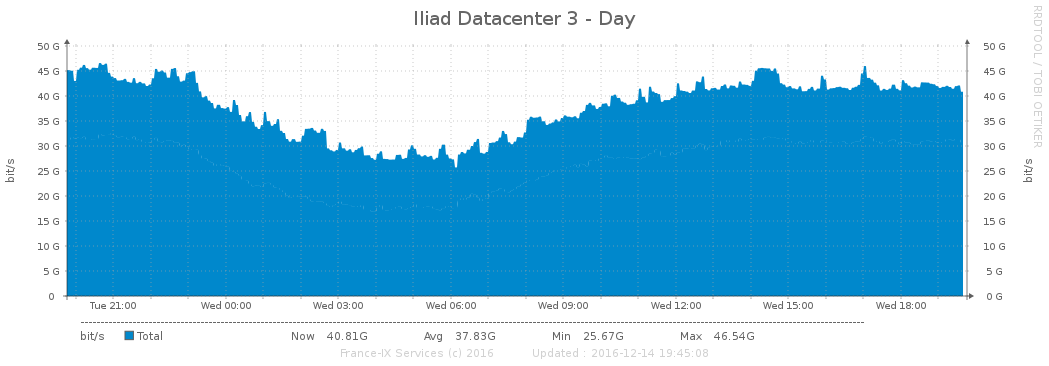 Iliad Datacenter 3 - Day
RRDTOOL / TOBI OETIKER
50 G 50 G
45 G 45 G
40 G 40 G
35 G 35 G
30 G 30 G
25 G 25 G
20 G 20 G
15 G 15 G
10 G 10 G
5 G 5 G
0 0 G
bit/s bit/s
Tue 21:00 Wed 00:00 Wed 03:00 Wed 06:00 Wed 09:00 Wed 12:00 Wed 15:00 Wed 18:00
bit/s Total Now 40.81G Avg 37.83G Min 25.67G Max 46.54G
France-IX Services (c) 2016 Updated : 2016-12-14 19:45:08